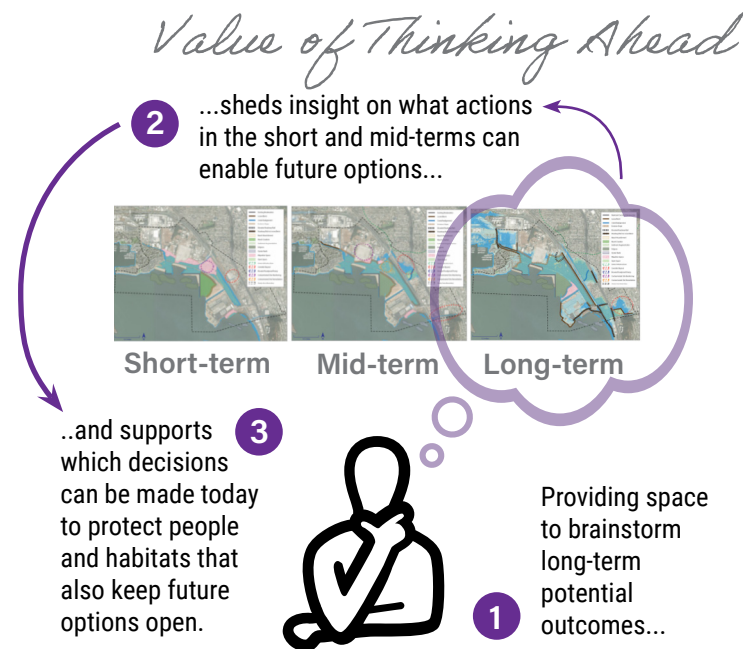 Value of Thinking Ahead
2
...sheds insight on what actions
in the short and mid-terms can
enable future options...
Short-term
Mid-term
Long-term
..and supports
which decisions
can be made today
to protect people
and habitats that
also keep future
options open.
3
Providing space
to brainstorm
long-term
potential
outcomes...
1